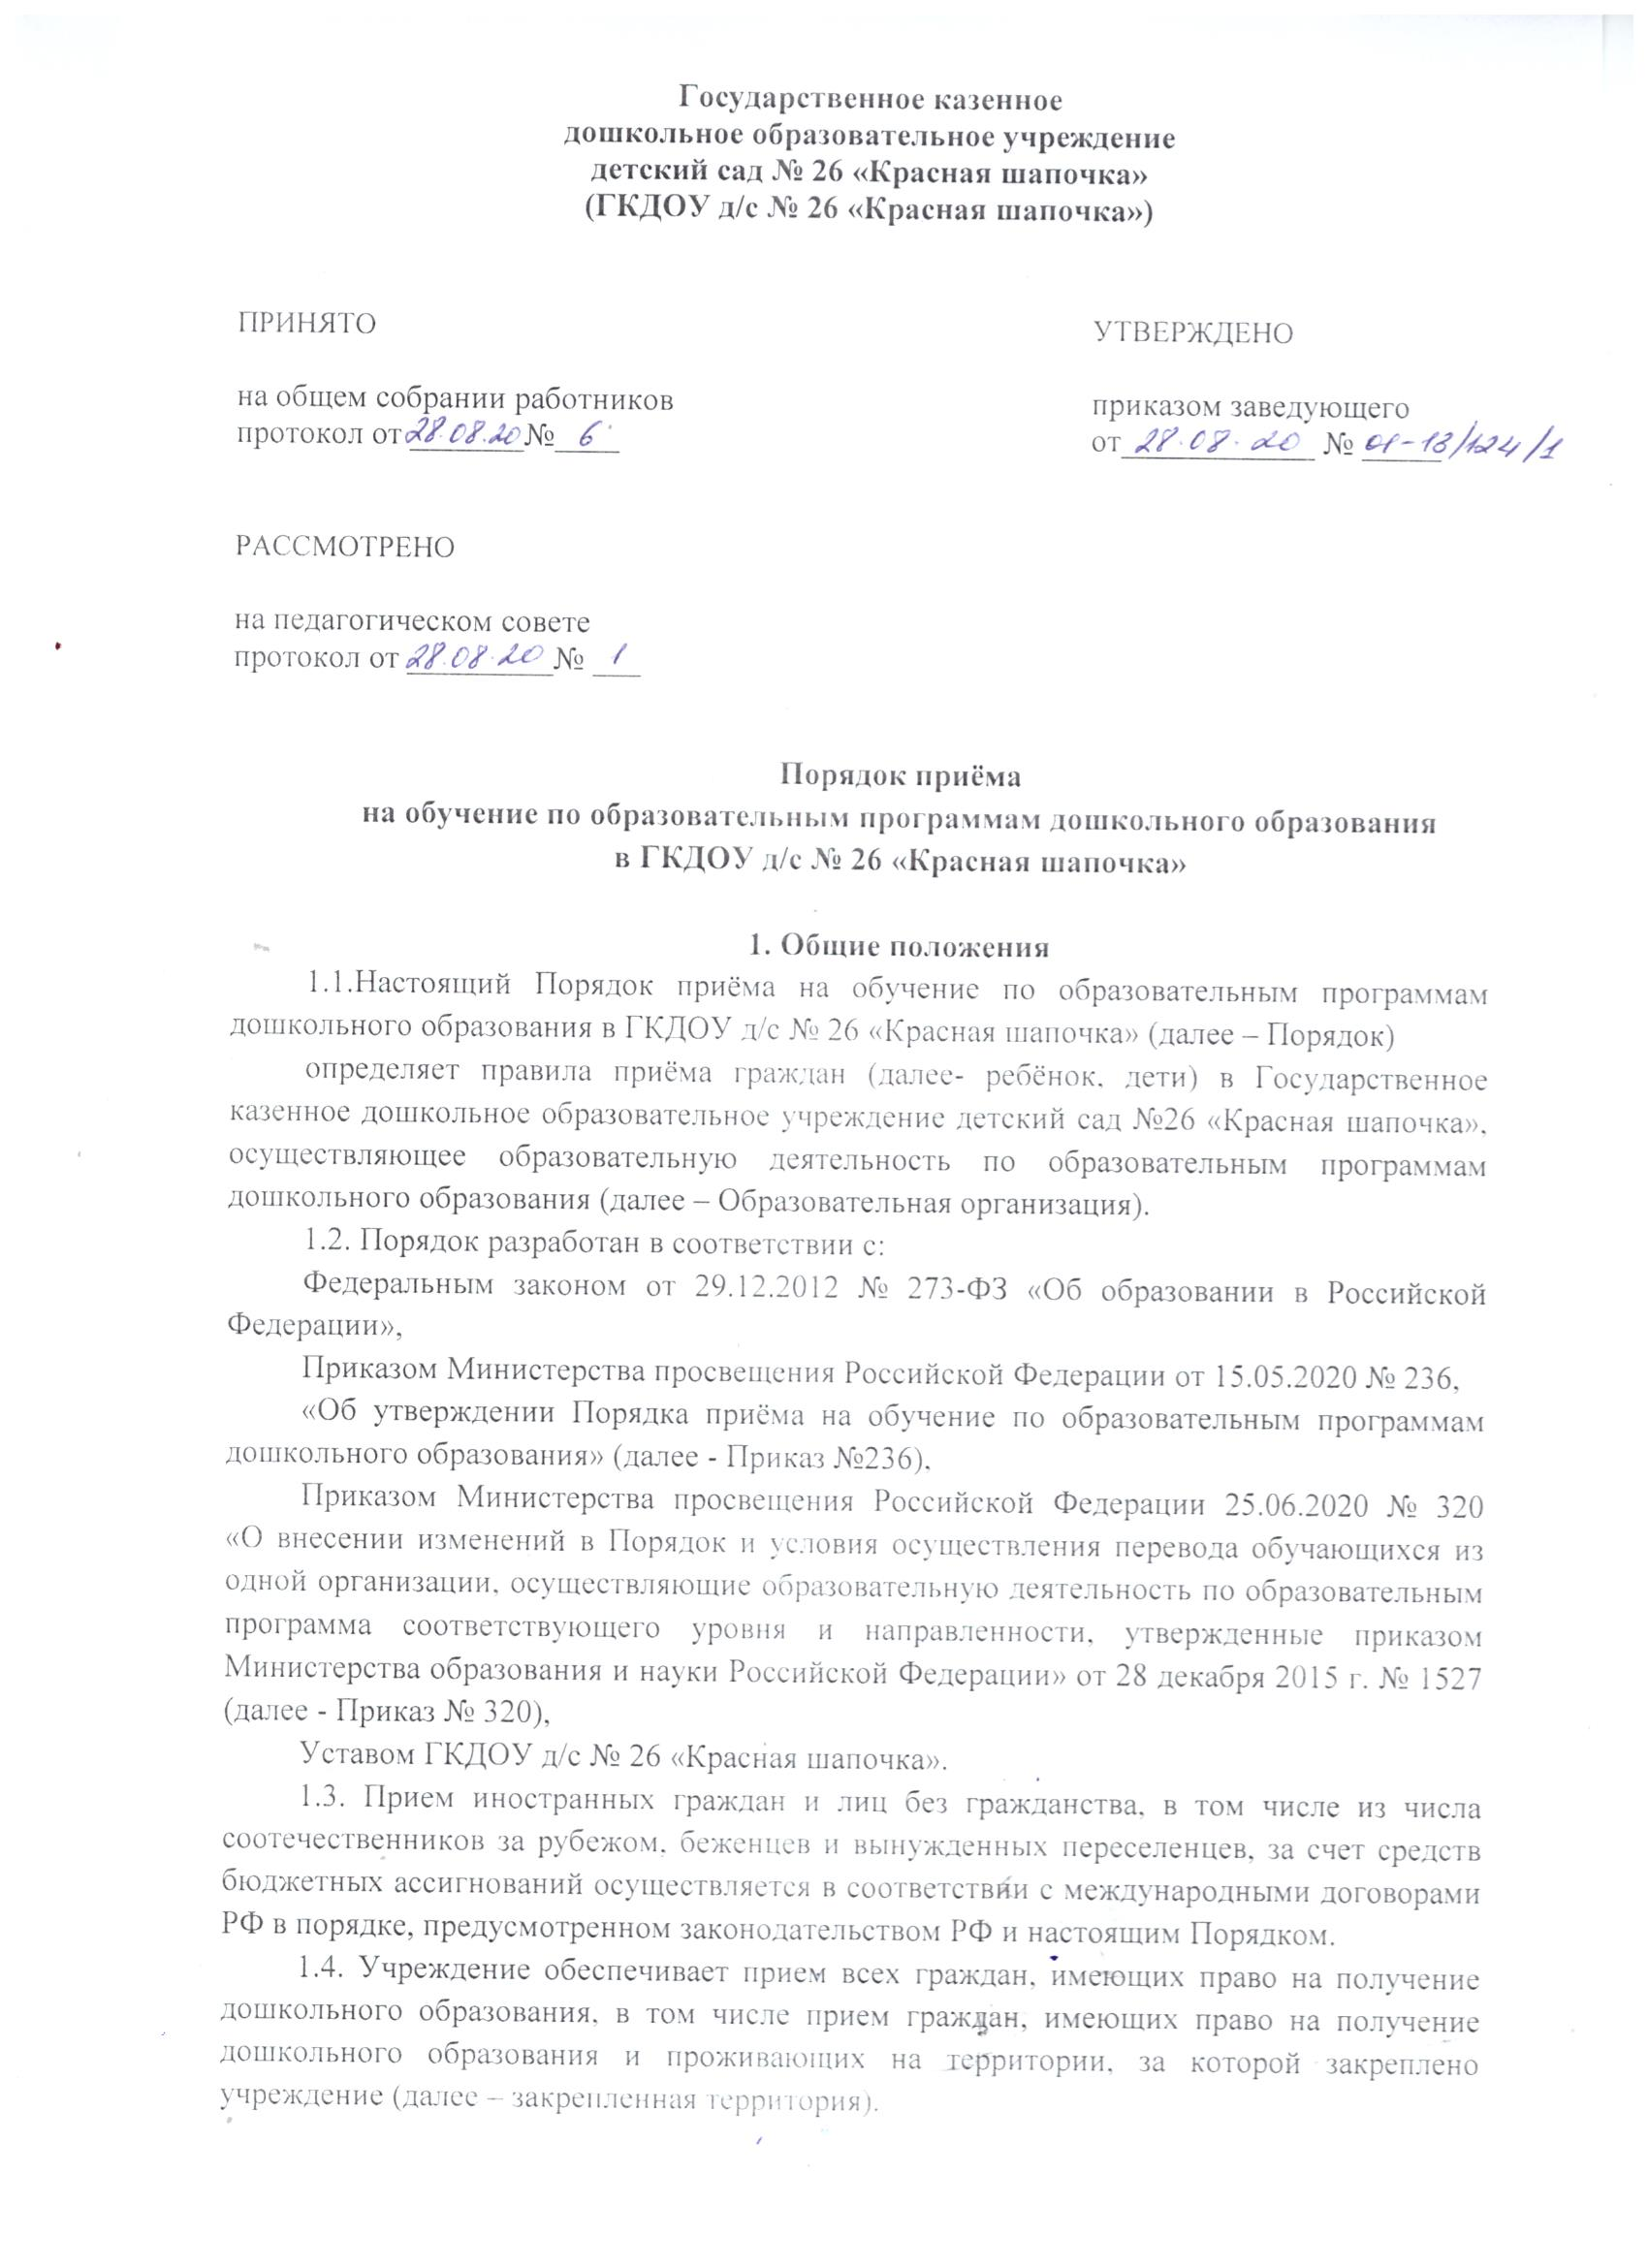 Государственное казенное
дошкольное образовательное учреждение
детский сад № 26 «Красная шапочка»
(ГКДОУ д/с № 26 «Красная шапочка»)
ПРИНЯТО
на общем собрании работников
протокол от 28.08.20 № 6
УТВЕРЖДЕНО
приказом заведующего
от 28.08.20 № 01-13/124/1
РАССМОТРЕНО
на педагогическом совете
протокол от 28.08.20 № 1
Порядок приёма
на обучение по образовательным программам дошкольного образования
в ГКДОУ д/с № 26 «Красная шапочка»
1. Общие положения
1.1.Настоящий Порядок приёма на обучение по образовательным программам
дошкольного образования в ГКДОУ д/с № 26 «Красная шапочка» (далее – Порядок)
определяет правила приёма граждан (далее- ребёнок, дети) в Государственное
казенное дошкольное образовательное учреждение детский сад №26 «Красная шапочка»,
осуществляющее образовательную деятельность по образовательным программам
дошкольного образования (далее – Образовательная организация).
1.2. Порядок разработан в соответствии с:
Федеральным законом от 29.12.2012 № 273-ФЗ «Об образовании в Российской
Федерации»,
Приказом Министерства просвещения Российской Федерации от 15.05.2020 № 236,
«Об утверждении Порядка приёма на обучение по образовательным программам
дошкольного образования» (далее - Приказ №236),
Приказом Министерства просвещения Российской Федерации 25.06.2020 № 320
«О внесении изменений в Порядок и условия осуществления перевода обучающихся из
одной организации, осуществляющие образовательную деятельность по образовательным
программа соответствующего уровня и направленности, утвержденные приказом
Министерства образования и науки Российской Федерации» от 28 декабря 2015 г. № 1527
(далее - Приказ № 320),
Уставом ГКДОУ д/с № 26 «Красная шапочка».
1.3. Прием иностранных граждан и лиц без гражданства, в том числе из числа
соотечественников за рубежом, беженцев и вынужденных переселенцев, за счет средств
бюджетных ассигнований осуществляется в соответствии с международными договорами
РФ в порядке, предусмотренном законодательством РФ и настоящим Порядком.
1.4. Учреждение обеспечивает прием всех граждан, имеющих право на получение
дошкольного образования, в том числе прием граждан, имеющих право на получение
дошкольного образования и проживающих на территории, за которой закреплено
учреждение (далее – закрепленная территория).